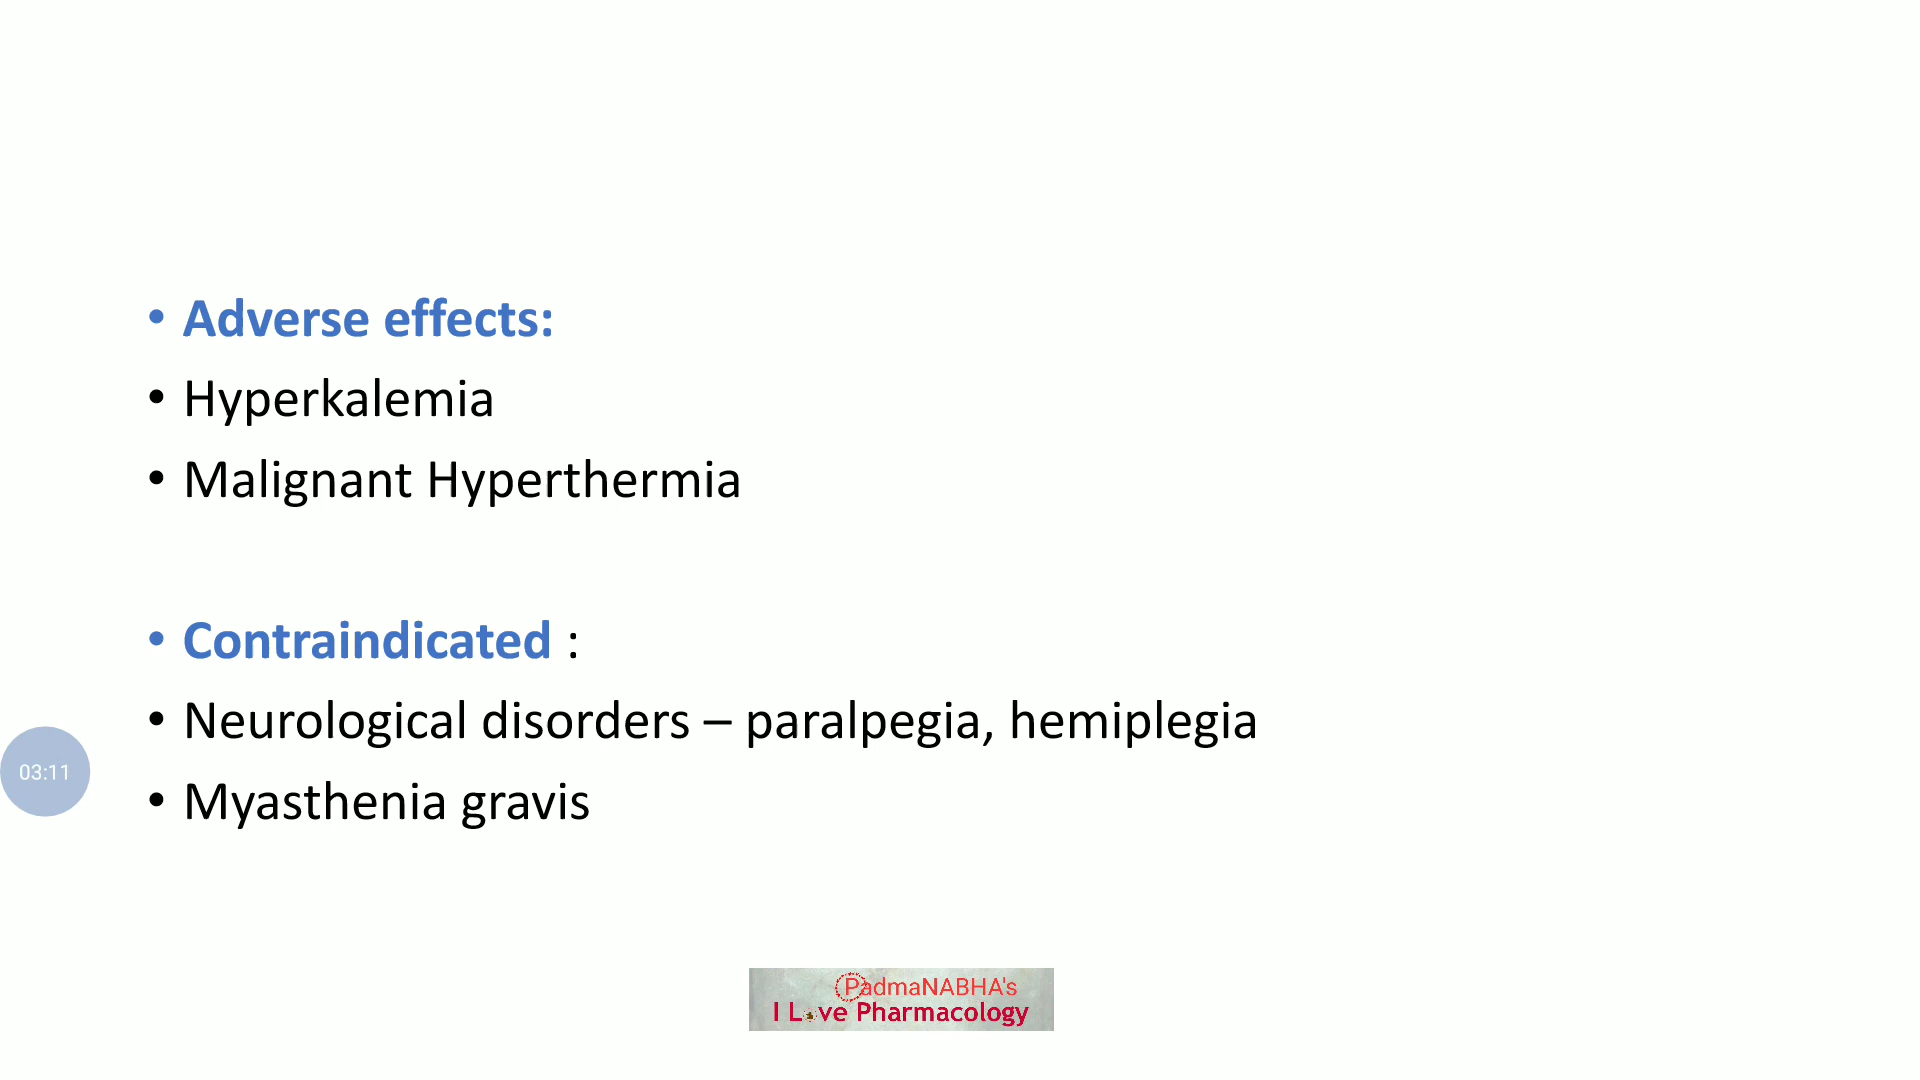 • Adverse effects:
• Hyperkalemia
• Malignant Hyperthermia
• Contraindicated :
• Neurological disorders – paralpegia, hemiplegia
03:11
• Myasthenia gravis
PadmaNABHA's
I Love Pharmacology